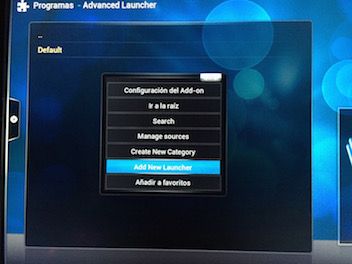 Programas - Advanced Launcher
..
Default
Configuración del Add-on
Ir a la raíz
Search
Manage sources
Create New Category
Add New Launcher
Añadir a favoritos